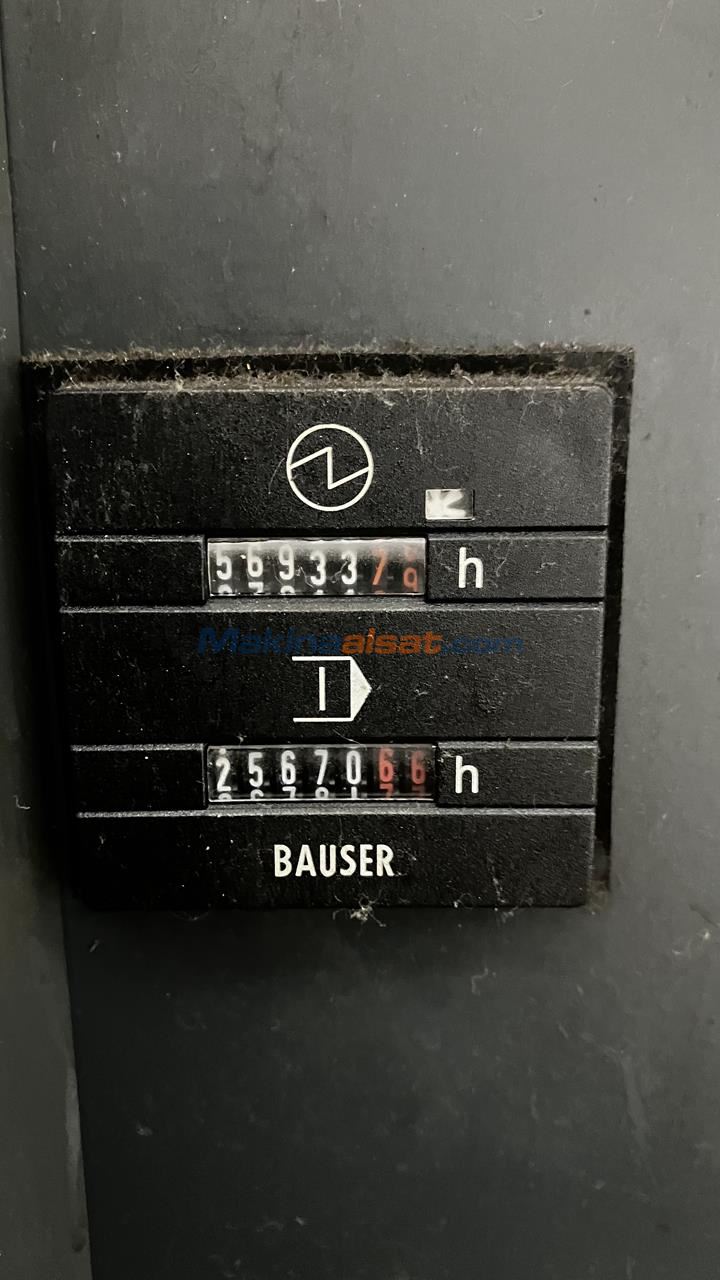 5693379 h
Makinaalsat.com
I
2567066 h
BAUSER